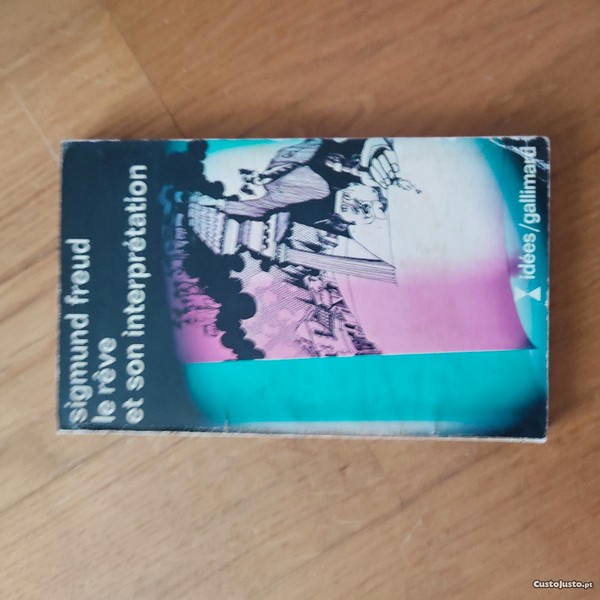 sigmund freud
le rêve
et son interprétation
idées/gallimard
CustoJusto.pt